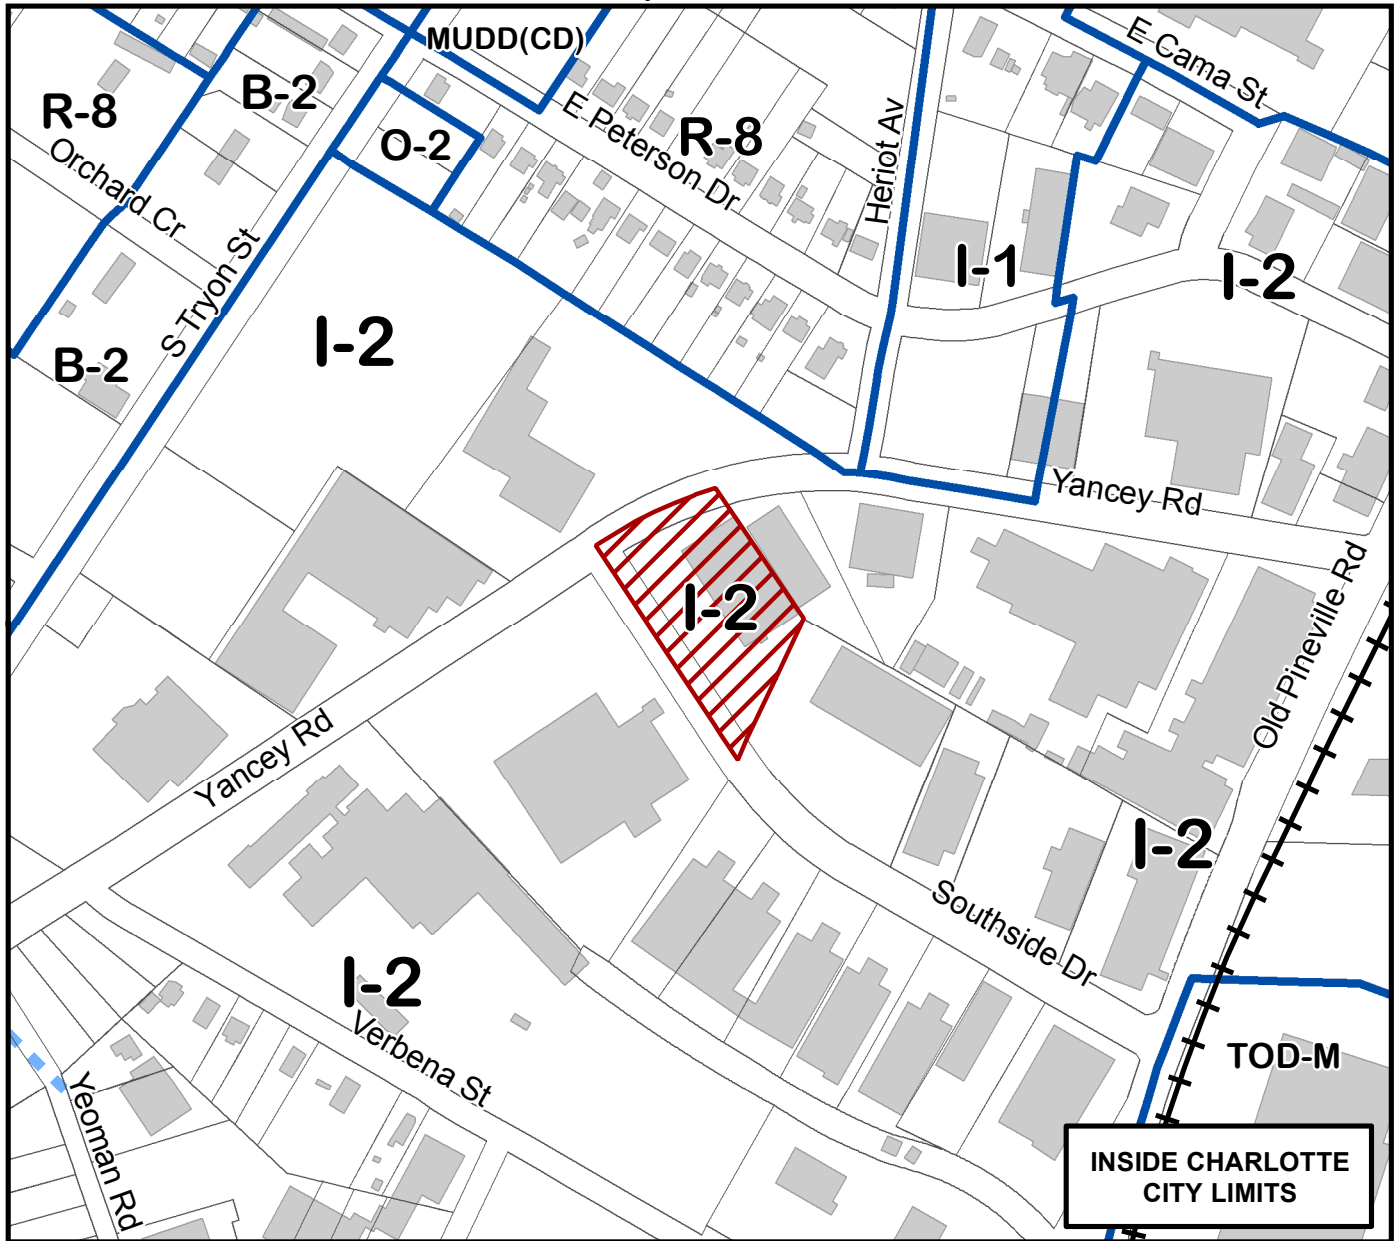 MUDD(CD)
E Cama St
B-2
R-8
O-2
E Peterson Dr
R-8
Heriot Av
Orchard Cr
I-1
I-2
S Tryon St
I-2
B-2
Yancey Rd
I-2
Old Pineville Rd
Yancey Rd
I-2
Southside Dr
I-2
Verbena St
TOD-M
Yeoman Rd
INSIDE CHARLOTTE
CITY LIMITS